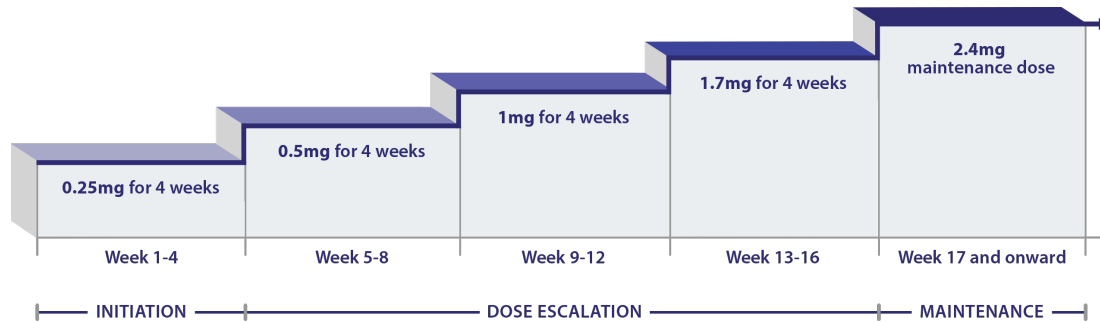 0.25mg for 4 weeks
0.5mg for 4 weeks
1mg for 4 weeks
1.7mg for 4 weeks
2.4mg
maintenance dose
Week 1-4
Week 5-8
Week 9-12
Week 13-16
Week 17 and onward
INITIATION
DOSE ESCALATION
MAINTENANCE